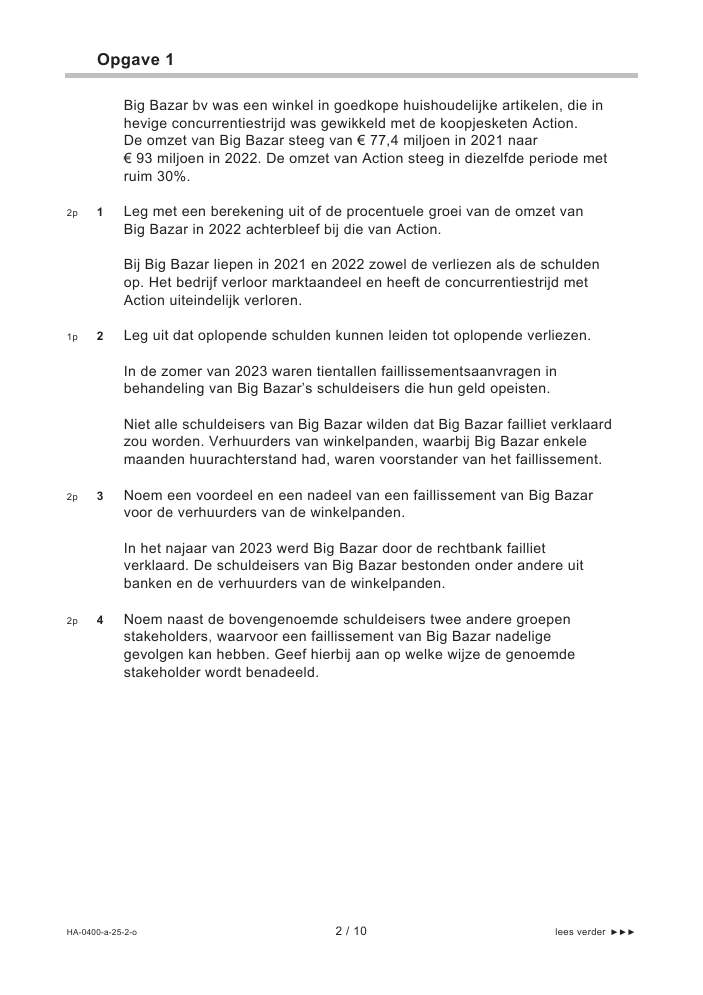 Opgave 1
Big Bazar bv was een winkel in goedkope huishoudelijke artikelen, die in
hevige concurrentiestrijd was gewikkeld met de koopjesketen Action.
De omzet van Big Bazar steeg van € 77,4 miljoen in 2021 naar
€ 93 miljoen in 2022. De omzet van Action steeg in diezelfde periode met
ruim 30%.
2p 1 Leg met een berekening uit of de procentuele groei van de omzet van
Big Bazar in 2022 achterbleef bij die van Action.
Bij Big Bazar liepen in 2021 en 2022 zowel de verliezen als de schulden
op. Het bedrijf verloor marktaandeel en heeft de concurrentiestrijd met
Action uiteindelijk verloren.
1p 2 Leg uit dat oplopende schulden kunnen leiden tot oplopende verliezen.
In de zomer van 2023 waren tientallen faillissementsaanvragen in
behandeling van Big Bazar’s schuldeisers die hun geld opeisten.
Niet alle schuldeisers van Big Bazar wilden dat Big Bazar failliet verklaard
zou worden. Verhuurders van winkelpanden, waarbij Big Bazar enkele
maanden huurachterstand had, waren voorstander van het faillissement.
2p 3 Noem een voordeel en een nadeel van een faillissement van Big Bazar
voor de verhuurders van de winkelpanden.
In het najaar van 2023 werd Big Bazar door de rechtbank failliet
verklaard. De schuldeisers van Big Bazar bestonden onder andere uit
banken en de verhuurders van de winkelpanden.
2p 4 Noem naast de bovengenoemde schuldeisers twee andere groepen
stakeholders, waarvoor een faillissement van Big Bazar nadelige
gevolgen kan hebben. Geef hierbij aan op welke wijze de genoemde
stakeholder wordt benadeeld.
HA-0400-a-25-2-o 2 / 10 lees verder ►►►